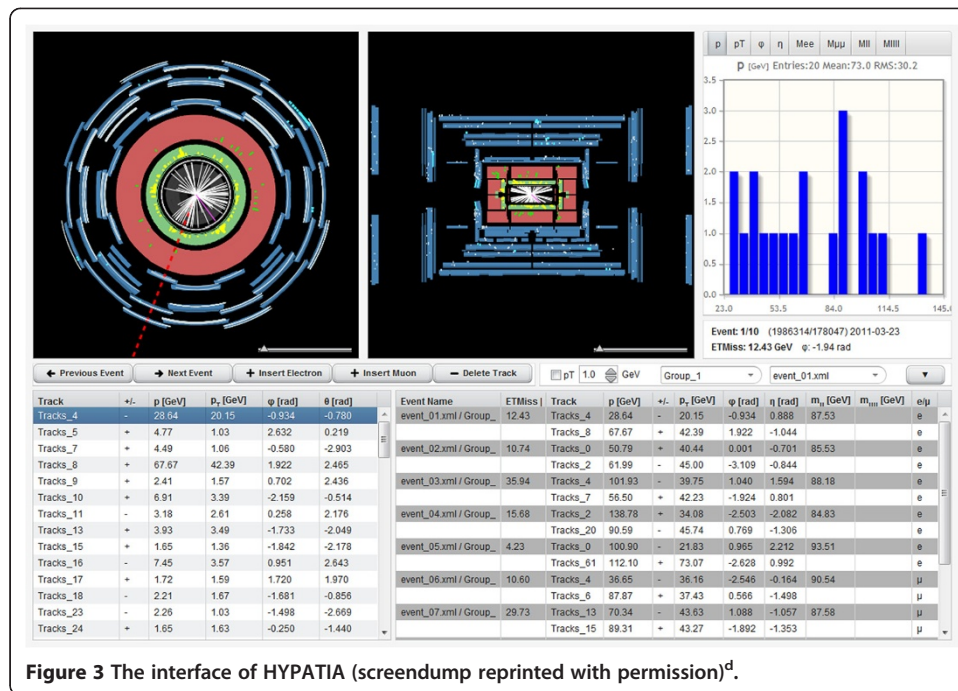 p pT φ η Mee Mμμ Mll Mllll
p [GeV] Entries:20 Mean:73.0 RMS:30.2
3.5
3.0
2.5
2.0
1.5
1.0
0.5
0.0
23.0 53.5 84.0 114.5 145.0
Event: 1/10 (1986314/178047) 2011-03-23
ETMiss: 12.43 GeV φ: -1.94 rad
Previous Event Next Event Insert Electron Insert Muon Delete Track pT 1.0 GeV Group_1 event_01.xml
Track +/- p [GeV] pT [GeV] φ [rad] θ [rad]
Tracks_4 - 28.64 20.15 -0.934 -0.780
Tracks_5 + 4.77 1.03 2.632 0.219
Tracks_7 + 4.49 1.06 -0.580 -2.903
Tracks_8 + 67.67 42.39 1.922 2.465
Tracks_9 + 2.41 1.57 0.702 2.436
Tracks_10 + 6.91 3.39 -2.159 -0.514
Tracks_11 - 3.18 2.61 0.258 2.176
Tracks_13 + 3.93 3.49 -1.733 -2.049
Tracks_15 + 1.65 1.36 -1.842 -2.178
Tracks_16 - 7.45 3.57 0.951 2.643
Tracks_17 + 1.72 1.59 1.720 1.970
Tracks_18 - 2.21 1.67 -1.681 -0.856
Tracks_23 - 2.26 1.03 -1.498 -2.669
Tracks_24 + 1.65 1.63 -0.250 -1.440
Event Name ETMiss | Track p [GeV] +/- pT [GeV] φ [rad] η [rad] mll [GeV] mllll [GeV] e/μ
event_01.xml / Group_ 12.43 Tracks_4 28.64 - 20.15 -0.934 0.888 87.53 e
Tracks_8 67.67 + 42.39 1.922 -1.044 e
event_02.xml / Group_ 10.74 Tracks_0 50.79 + 40.44 0.001 -0.701 85.53 e
Tracks_2 61.99 - 45.00 -3.109 -0.844 e
event_03.xml / Group_ 35.94 Tracks_4 101.93 - 39.75 1.040 1.594 88.18 e
Tracks_7 56.50 + 42.23 -1.924 0.801 e
event_04.xml / Group_ 15.68 Tracks_2 138.78 + 34.08 -2.503 -2.082 84.83 e
Tracks_20 90.59 - 45.74 0.769 -1.306 e
event_05.xml / Group_ 4.23 Tracks_0 100.90 - 21.83 0.965 2.212 93.51 e
Tracks_61 112.10 + 73.07 -2.628 0.992 e
event_06.xml / Group_ 10.60 Tracks_4 36.65 - 36.16 -2.546 -0.164 90.54 μ
Tracks_6 87.87 + 37.43 0.566 -1.498 μ
event_07.xml / Group_ 29.73 Tracks_13 70.34 - 43.63 1.088 -1.057 87.58 μ
Tracks_15 89.31 + 43.27 -1.892 -1.353 μ
Figure 3 The interface of HYPATIA (screendump reprinted with permission)d.